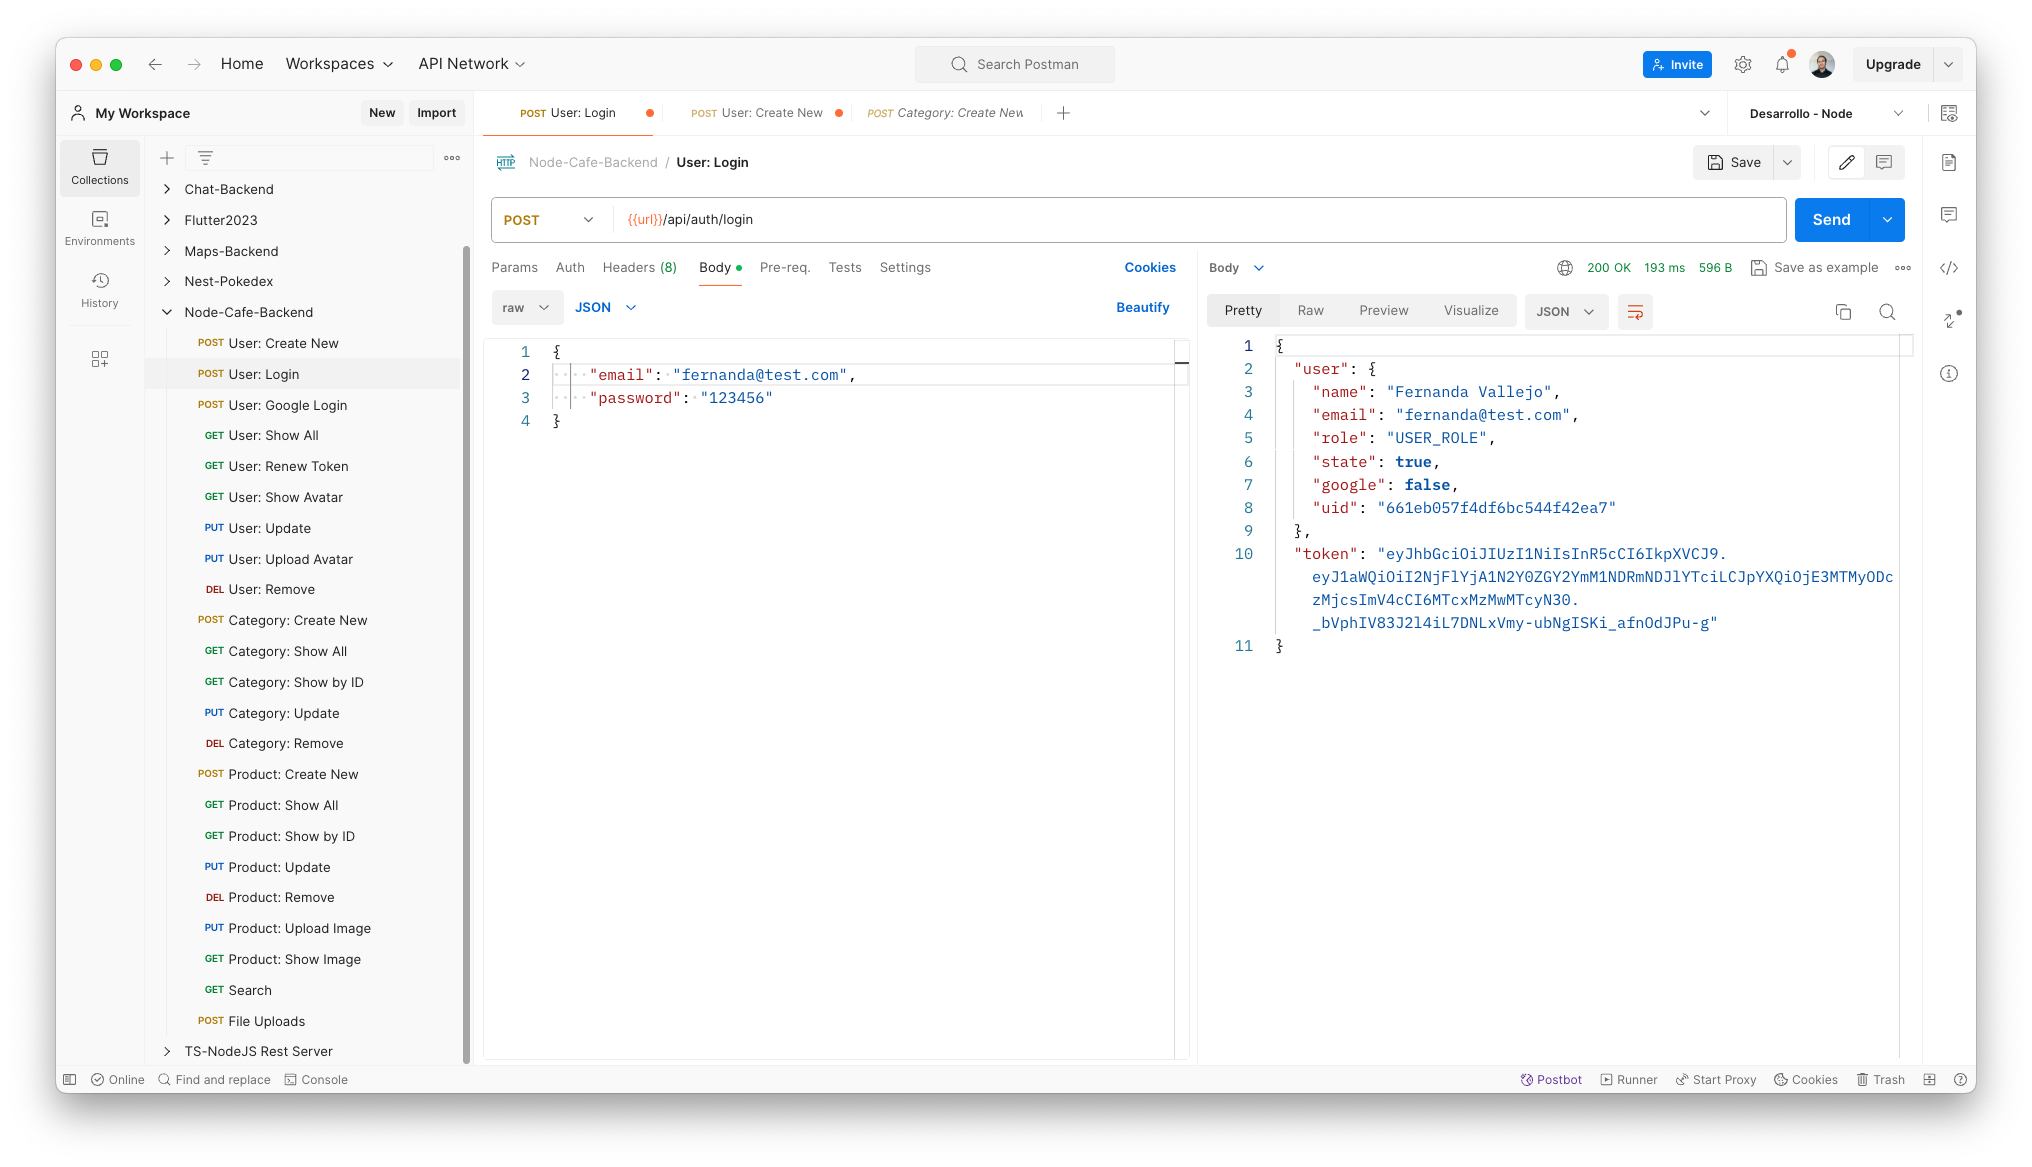 Home
Workspaces
API Network
Search Postman
Invite
Upgrade
My Workspace
New
Import
POST User: Login
POST User: Create New
POST Category: Create New
Desarrollo - Node
Collections
Environments
History
Chat-Backend
Flutter2023
Maps-Backend
Nest-Pokedex
Node-Cafe-Backend
POST User: Create New
POST User: Login
POST User: Google Login
GET User: Show All
GET User: Renew Token
GET User: Show Avatar
PUT User: Update
PUT User: Upload Avatar
DEL User: Remove
POST Category: Create New
GET Category: Show All
GET Category: Show by ID
PUT Category: Update
DEL Category: Remove
POST Product: Create New
GET Product: Show All
GET Product: Show by ID
PUT Product: Update
DEL Product: Remove
PUT Product: Upload Image
GET Product: Show Image
GET Search
POST File Uploads
TS-NodeJS Rest Server
HTTP Node-Cafe-Backend / User: Login
Save
POST
{{url}}/api/auth/login
Send
Params Auth Headers (8) Body Pre-req. Tests Settings
Cookies
raw
JSON
Beautify
1 {
2 "email": "fernanda@test.com",
3 "password": "123456"
4 }
Body
200 OK 193 ms 596 B
Save as example
Pretty Raw Preview Visualize
JSON
1 {
2 "user": {
3 "name": "Fernanda Vallejo",
4 "email": "fernanda@test.com",
5 "role": "USER_ROLE",
6 "state": true,
7 "google": false,
8 "uid": "661eb057f4df6bc544f42ea7"
9 },
10 "token": "eyJhbGciOiJIUzI1NiIsInR5cCI6IkpXVCJ9.
eyJ1aWQiOiI2NjFlYjA1N2Y0ZGY2YmM1NDRmNDJlYTciLCJpYXQiOjE3MTMyODc
zMjcsImV4cCI6MTcxMzMwMTcyN30.
_bVphIV83J2l4iL7DNLxVmy-ubNgISKi_afnOdJPu-g"
11 }
Online
Find and replace
Console
Postbot
Runner
Start Proxy
Cookies
Trash